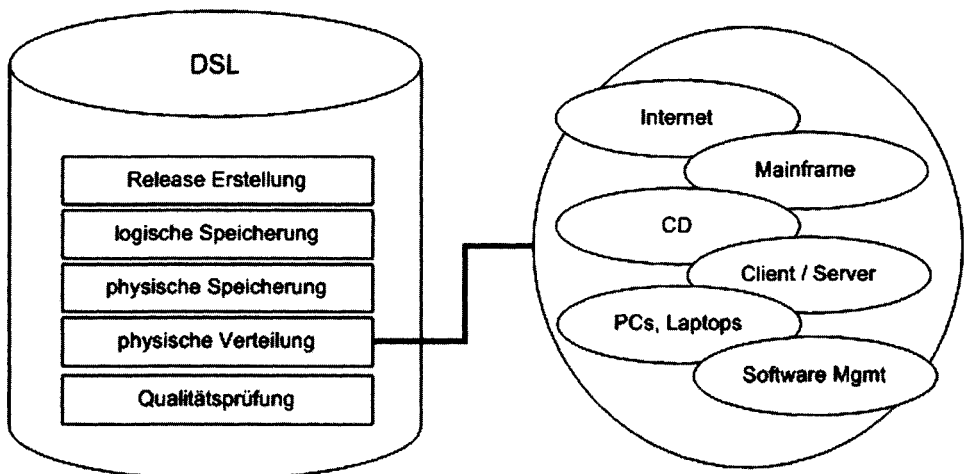 DSL
Release Erstellung
logische Speicherung
physische Speicherung
physische Verteilung
Qualitätsprüfung
Internet
Mainframe
CD
Client / Server
PCs, Laptops
Software Mgmt